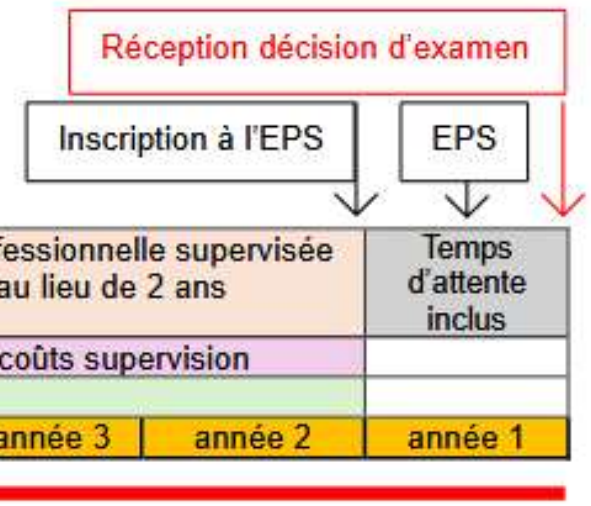 Réception décision d'examen
Inscription à l'EPS
EPS
fessionnelle supervisée
au lieu de 2 ans
Temps
d'attente
inclus
coûts supervision
année 3
année 2
année 1